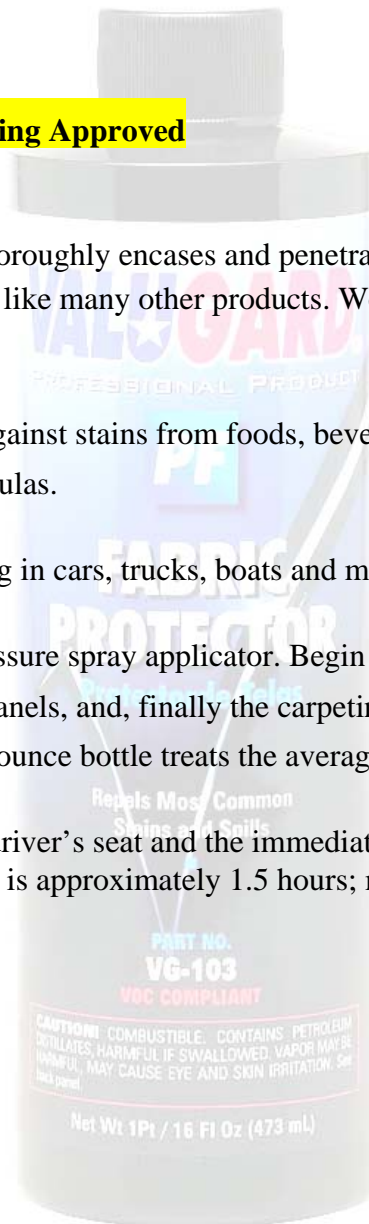 ing Approved
oroughly encases and penetra
VALUGARD
like many other products. W
PROFESSIONAL PRODUCT
gainst stains from foods, beve
PF
ulas.
FABRIC
g in cars, trucks, boats and m
PROTECTOR
ssure spray applicator. Begin
Protector de Telas
anels, and, finally the carpetin
ounce bottle treats the averag
Repels Most Common
Stains and Spills
river’s seat and the immediat
is approximately 1.5 hours; r
PART NO.
VG-103
VOC COMPLIANT
CAUTION! COMBUSTIBLE. CONTAINS PETROLEUM
DISTILLATES, HARMFUL IF SWALLOWED. VAPOR MAY BE
HARMFUL, MAY CAUSE EYE AND SKIN IRRITATION. See
back panel.
Net Wt 1Pt / 16 Fl Oz (473 mL)